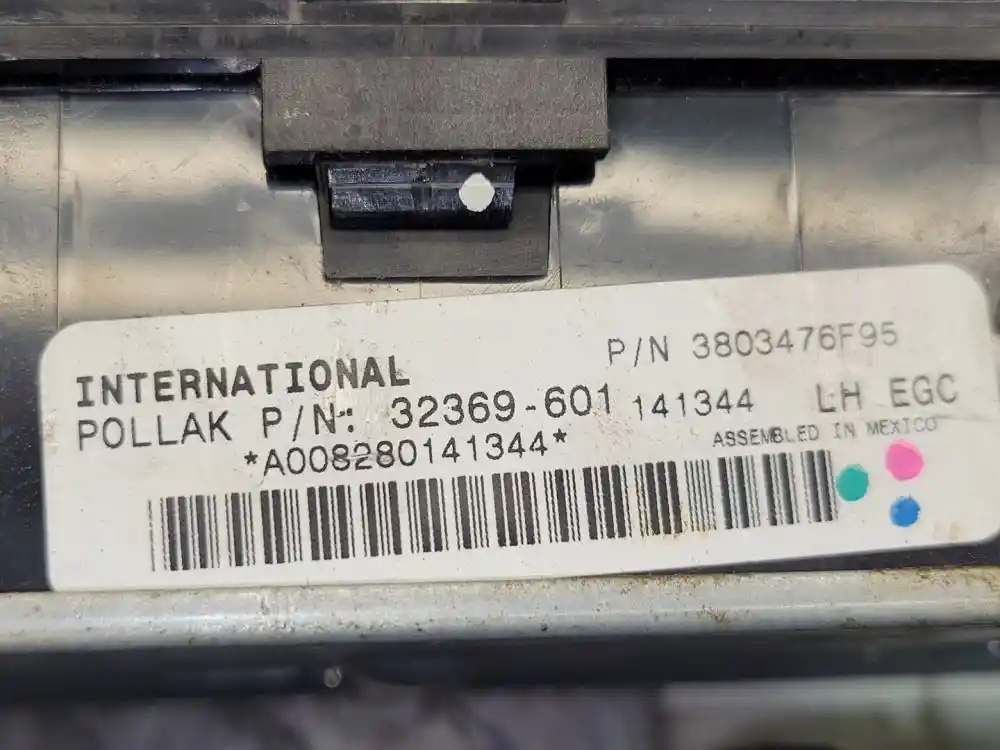 INTERNATIONAL P/N 3803476F95
POLLAK P/N: 32369-601 141344 LH EGC
*A008280141344* ASSEMBLED IN MEXICO